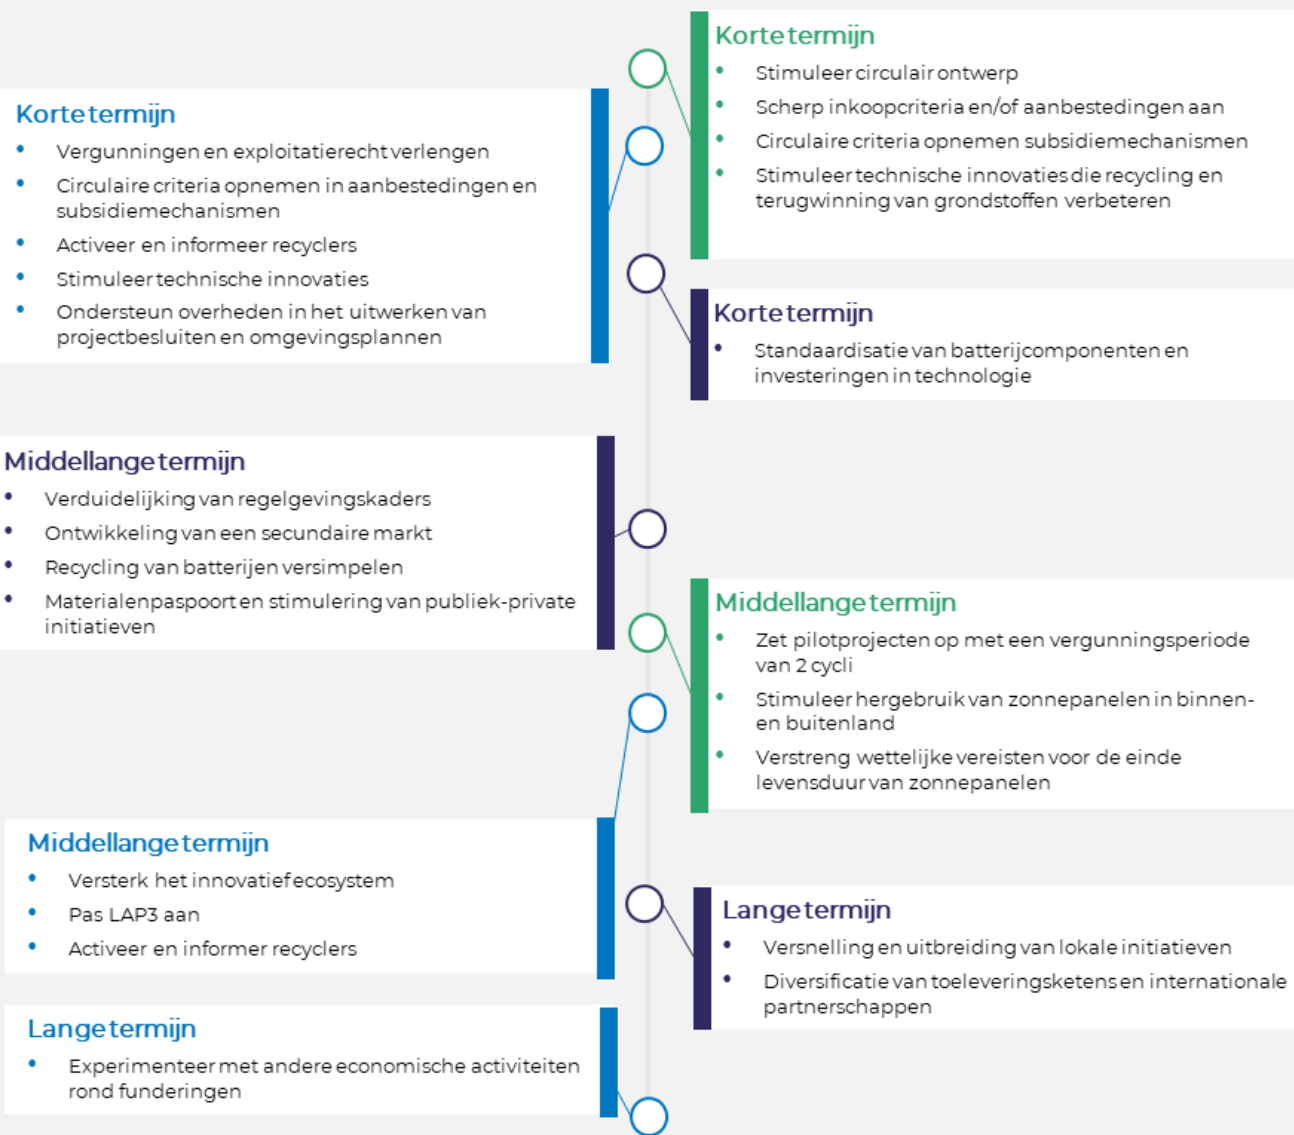 Korte termijn
• Stimuleer circulair ontwerp
• Scherp inkoopcriteria en/of aanbestedingen aan
• Circulaire criteria opnemen subsidiemechanismen
• Stimuleer technische innovaties die recycling en
terugwinning van grondstoffen verbeteren
Korte termijn
• Vergunningen en exploitatierecht verlengen
• Circulaire criteria opnemen in aanbestedingen en
subsidiemechanismen
• Activeer en informeer recyclers
• Stimuleer technische innovaties
• Ondersteun overheden in het uitwerken van
projectbesluiten en omgevingsplannen
Korte termijn
• Standaardisatie van batterijcomponenten en
investeringen in technologie
Middellange termijn
• Verduidelijking van regelgevingskaders
• Ontwikkeling van een secundaire markt
• Recycling van batterijen versimpelen
• Materialenpaspoort en stimulering van publiek-private
initiatieven
Middellange termijn
• Zet pilotprojecten op met een vergunningsperiode
van 2 cycli
• Stimuleer hergebruik van zonnepanelen in binnen-
en buitenland
• Verstreng wettelijke vereisten voor de einde
levensduur van zonnepanelen
Middellange termijn
• Versterk het innovatief ecosystem
• Pas LAP3 aan
• Activeer en informer recyclers
Lange termijn
• Versnelling en uitbreiding van lokale initiatieven
• Diversificatie van toeleveringsketens en internationale
partnerschappen
Lange termijn
• Experimenteer met andere economische activiteiten
rond funderingen